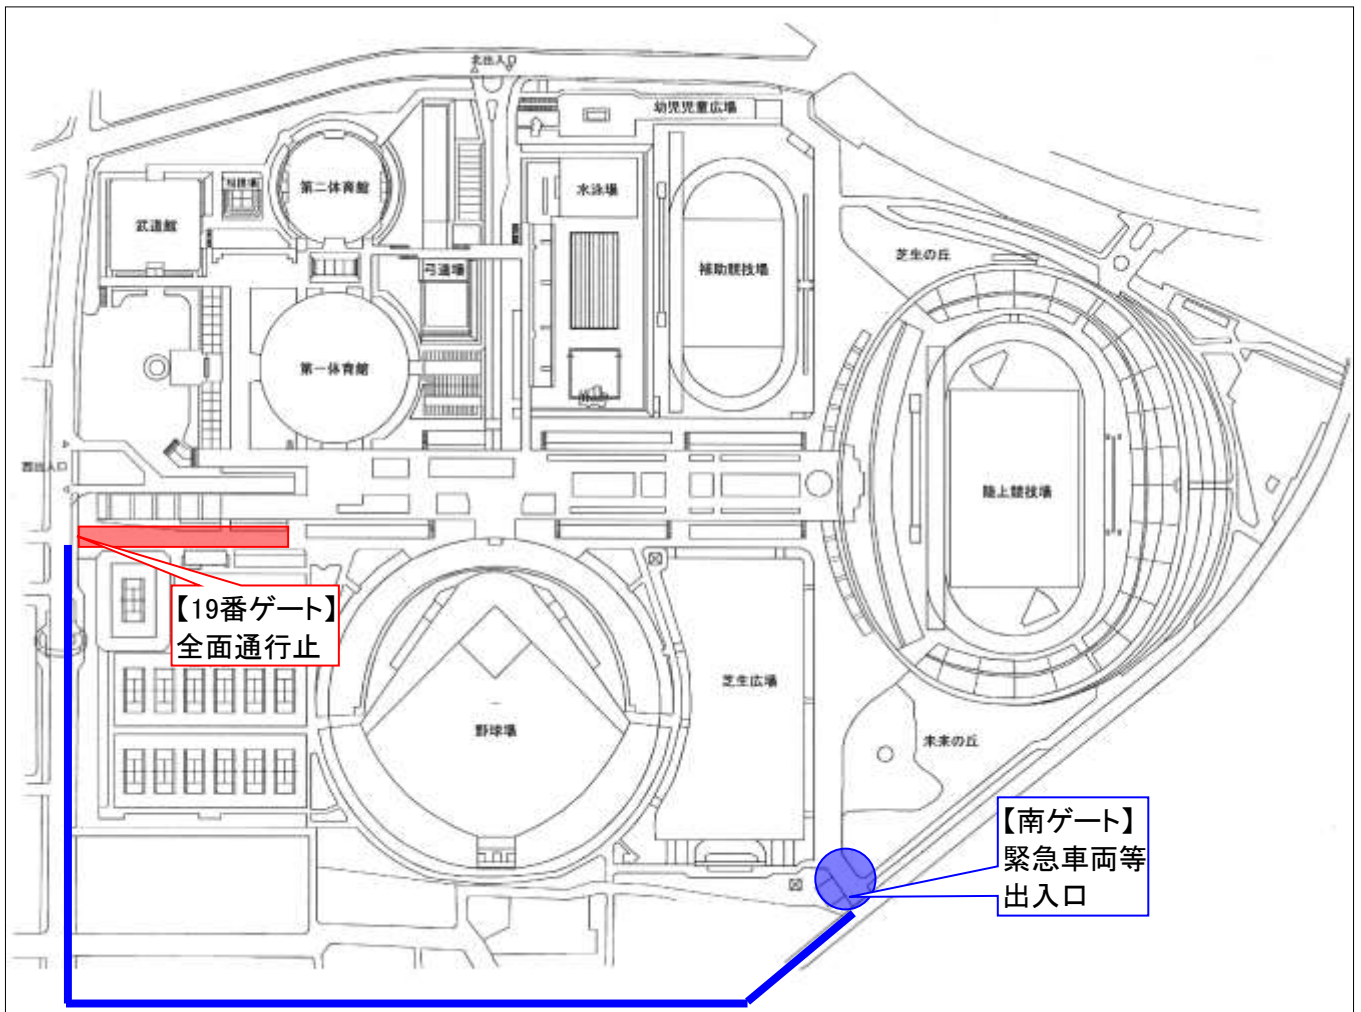 北出入口
幼児児童広場
相撲場
第二体育館
水泳場
武道館
芝生の丘
弓道場
補助競技場
第一体育館
西出入口
陸上競技場
【19番ゲート】
全面通行止
芝生広場
野球場
未来の丘
【南ゲート】
緊急車両等
出入口